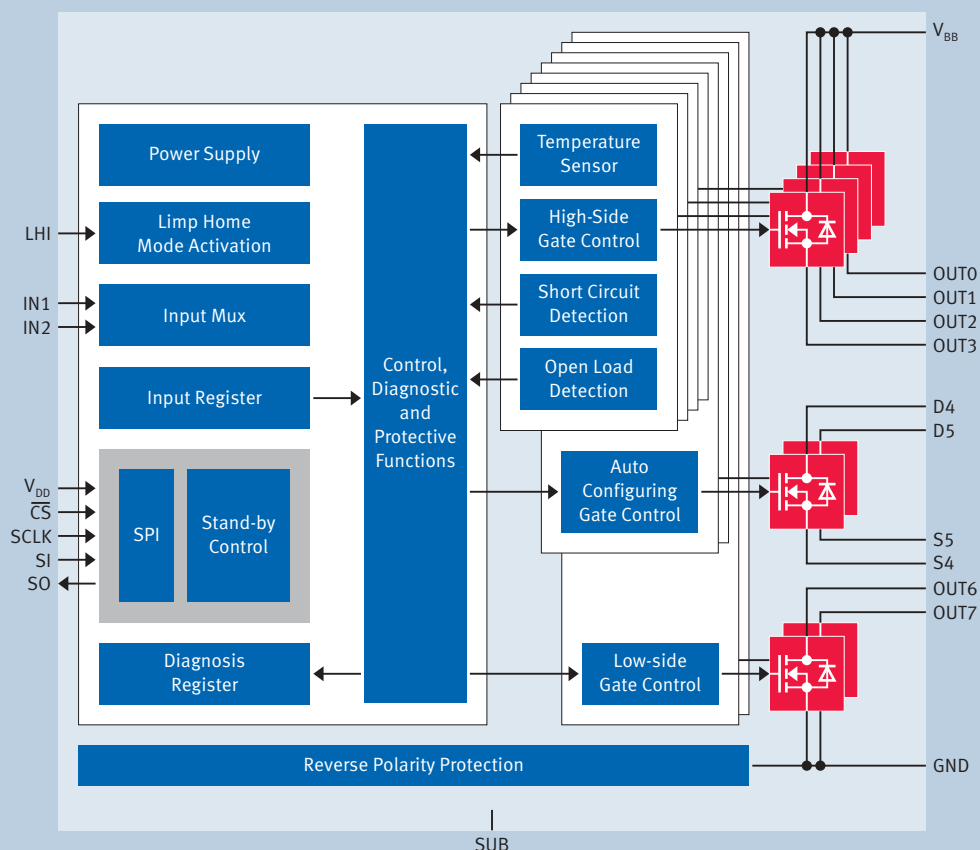 V_BB
Power Supply
Temperature
Sensor
LHI
Limp Home
Mode Activation
High-Side
Gate Control
OUT0
IN1
IN2
Input Mux
Short Circuit
Detection
OUT1
OUT2
OUT3
Input Register
Control,
Diagnostic
and
Protective
Functions
Open Load
Detection
D4
D5
V_DD
C̅S̅
SCLK
SI
SO
SPI
Stand-by
Control
Auto
Configuring
Gate Control
S5
S4
OUT6
OUT7
Diagnosis
Register
Low-side
Gate Control
Reverse Polarity Protection
GND
SUB